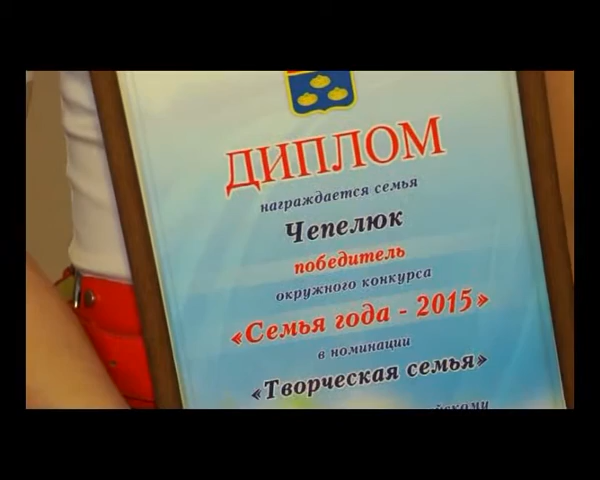 ДИПЛОМ
награждается семья
Чепелюк
победитель
окружного конкурса
«Семья года - 2015»
в номинации
«Творческая семья»